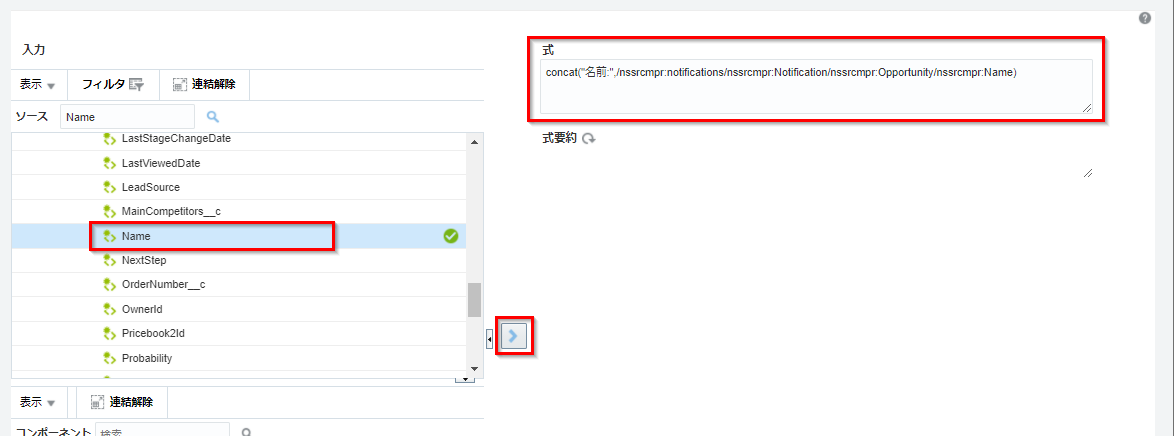 入力
表示
フィルタ
連結解除
ソース
Name
LastStageChangeDate
LastViewedDate
LeadSource
MainCompetitors__c
Name
NextStep
OrderNumber__c
OwnerId
Pricebook2Id
Probability
表示
連結解除
コンポーネント
検索
式
concat("名前:",/nssrcmpr:notifications/nssrcmpr:Notification/nssrcmpr:Opportunity/nssrcmpr:Name)
式要約